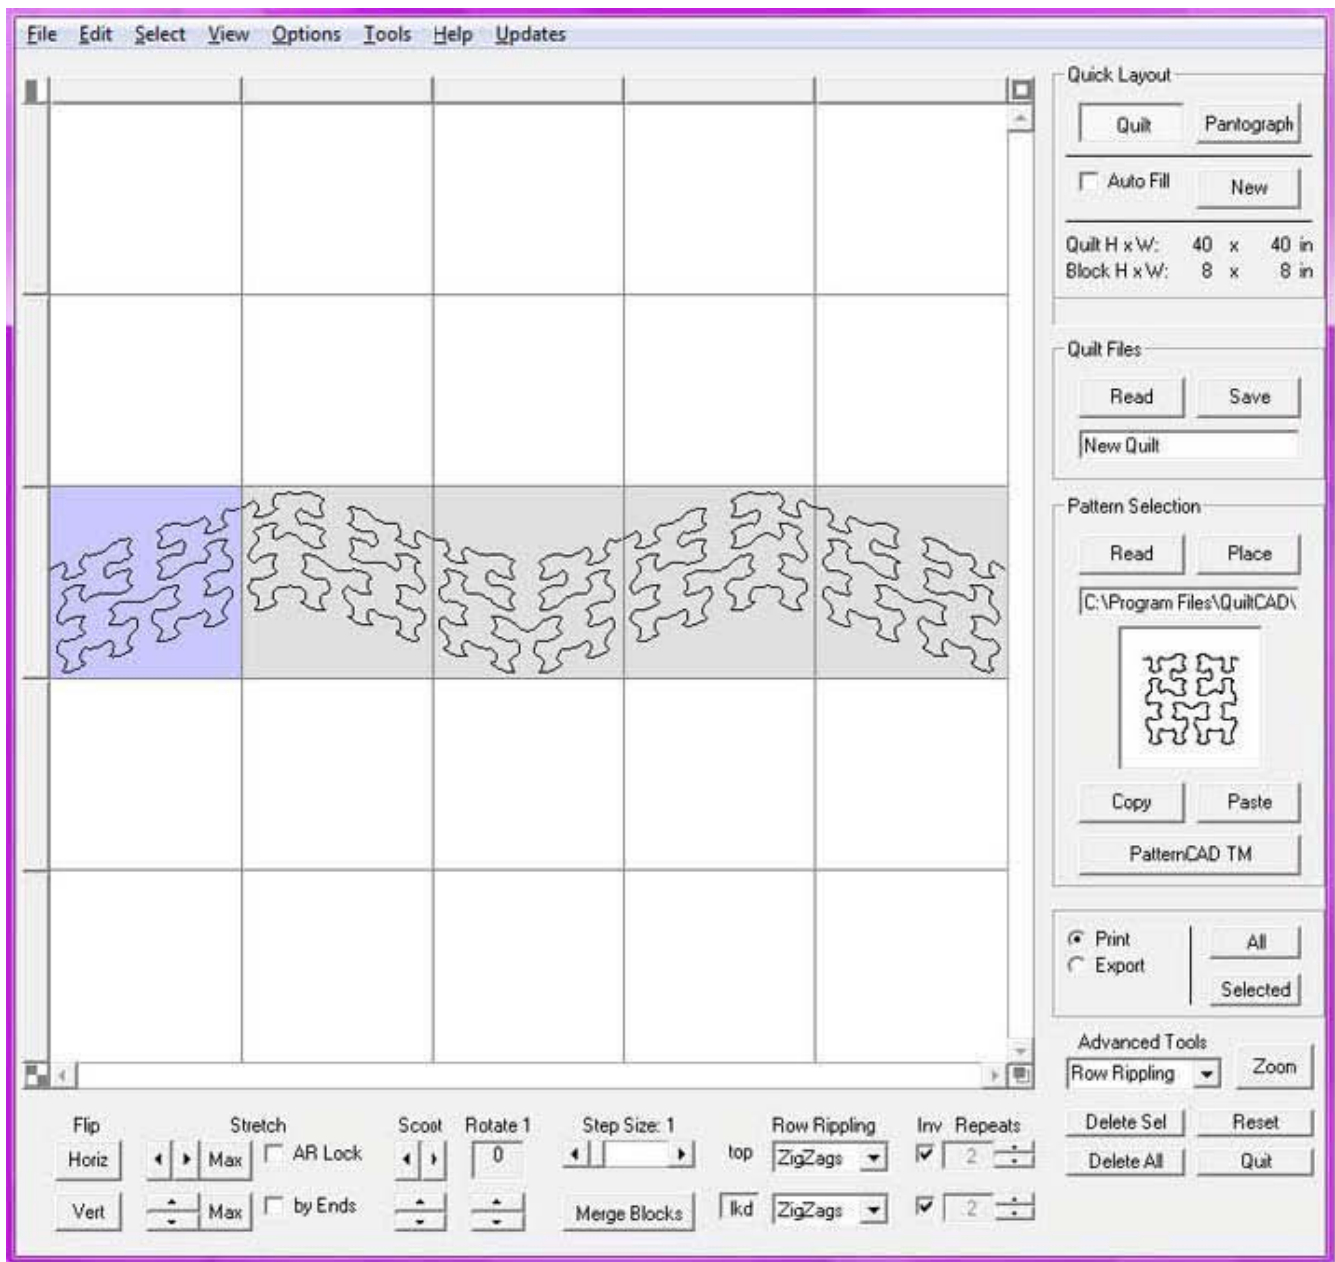 File Edit Select View Options Tools Help Updates
Quick Layout
Quilt Pantograph
Auto Fill New
Quilt H x W: 40 x 40 in
Block H x W: 8 x 8 in
Quilt Files
Read Save
New Quilt
Pattern Selection
Read Place
C:\Program Files\QuiltCAD\
Copy Paste
PatternCAD TM
Print All
Export
Selected
Advanced Tools
Row Rippling Zoom
Flip Stretch Scoot Rotate 1 Step Size: 1 Row Rippling Inv Repeats Delete Sel Reset
Horiz Max AR Lock 0 top ZigZags 2 Delete All Quit
Vert Max by Ends Merge Blocks lkd ZigZags 2